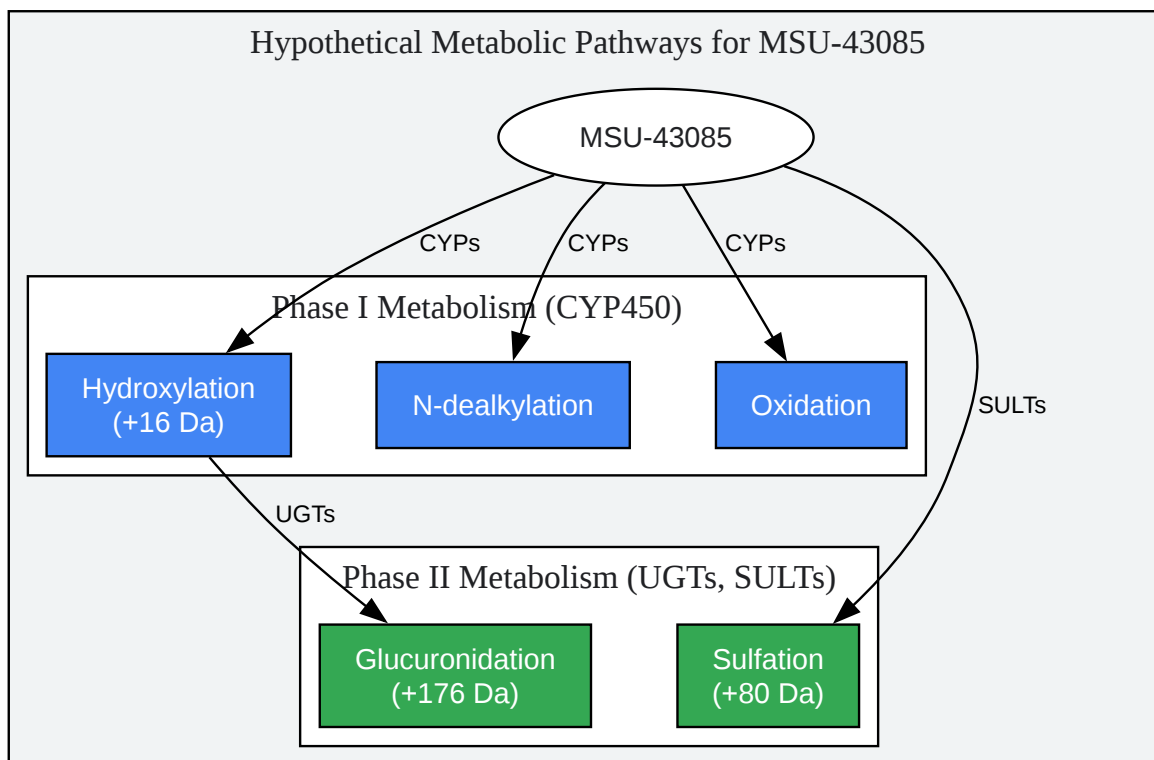 Hypothetical Metabolic Pathways for MSU-43085
MSU-43085
CYPs
CYPs
CYPs
Phase I Metabolism (CYP450)
Hydroxylation
(+16 Da)
N-dealkylation
Oxidation
SULTs
UGTs
Phase II Metabolism (UGTs, SULTs)
Glucuronidation
(+176 Da)
Sulfation
(+80 Da)